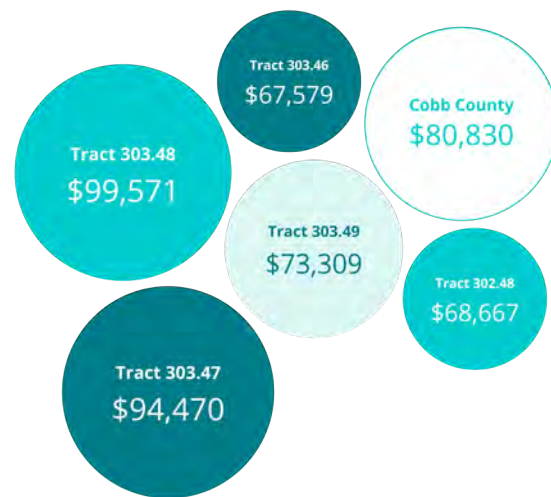 Tract 303.46
$67,579
Cobb County
$80,830
Tract 303.48
$99,571
Tract 303.49
$73,309
Tract 302.48
$68,667
Tract 303.47
$94,470